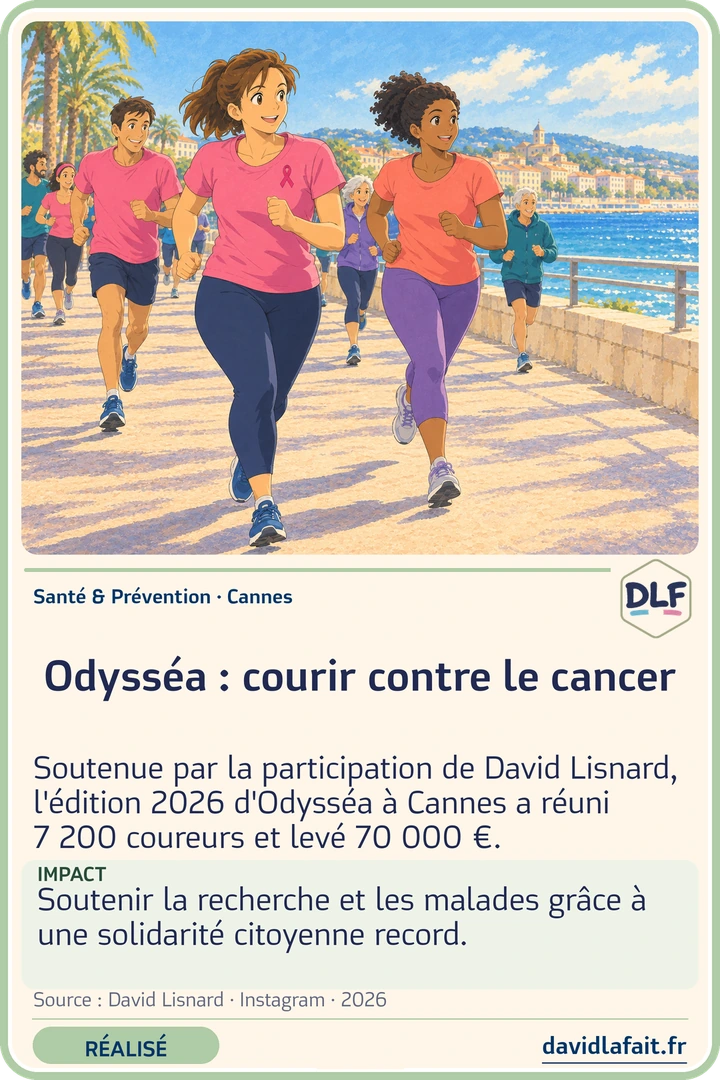 Santé & Prévention · Cannes
DLF
Odysséa : courir contre le cancer
Soutenue par la participation de David Lisnard,
l'édition 2026 d'Odysséa à Cannes a réuni
7 200 coureurs et levé 70 000 €.
IMPACT
Soutenir la recherche et les malades grâce à
une solidarité citoyenne record.
Source : David Lisnard · Instagram · 2026
RÉALISÉ
davidlafait.fr